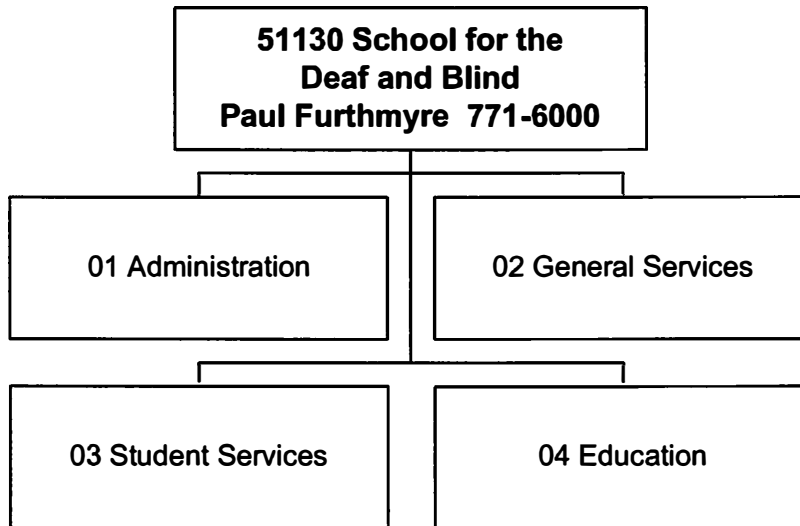 51130 School for the
Deaf and Blind
Paul Furthmyre 771-6000
01 Administration
02 General Services
03 Student Services
04 Education